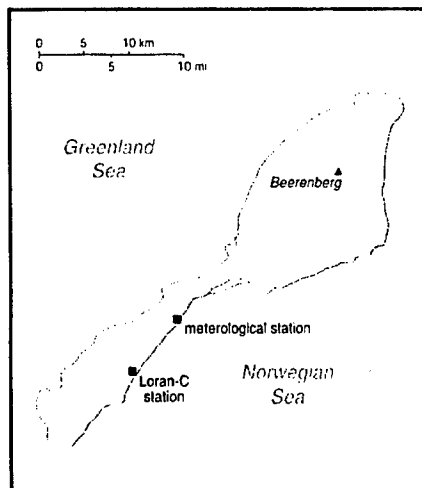 0 5 10 km
0 5 10 mi
Greenland
Sea
Beerenberg
meterological station
Loran-C
station
Norwegian
Sea